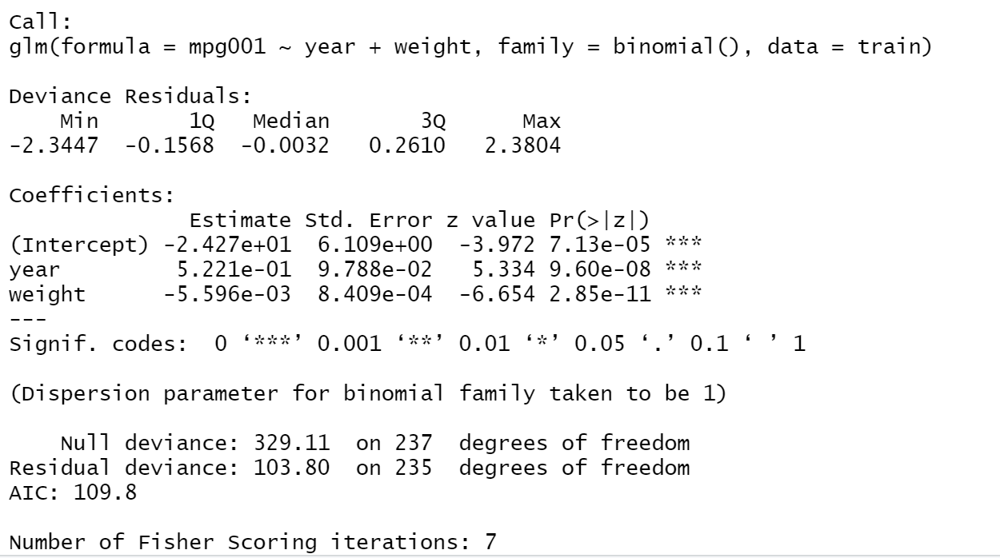 Call:
glm(formula = mpg001 ~ year + weight, family = binomial(), data = train)
Deviance Residuals:
    Min       1Q   Median       3Q      Max
-2.3447  -0.1568  -0.0032   0.2610   2.3804
Coefficients:
              Estimate Std. Error z value Pr(>|z|)
(Intercept) -2.427e+01  6.109e+00  -3.972 7.13e-05 ***
year         5.221e-01  9.788e-02   5.334 9.60e-08 ***
weight      -5.596e-03  8.409e-04  -6.654 2.85e-11 ***
---
Signif. codes:  0 ‘***’ 0.001 ‘**’ 0.01 ‘*’ 0.05 ‘.’ 0.1 ‘ ’ 1
(Dispersion parameter for binomial family taken to be 1)
    Null deviance: 329.11  on 237  degrees of freedom
Residual deviance: 103.80  on 235  degrees of freedom
AIC: 109.8
Number of Fisher Scoring iterations: 7